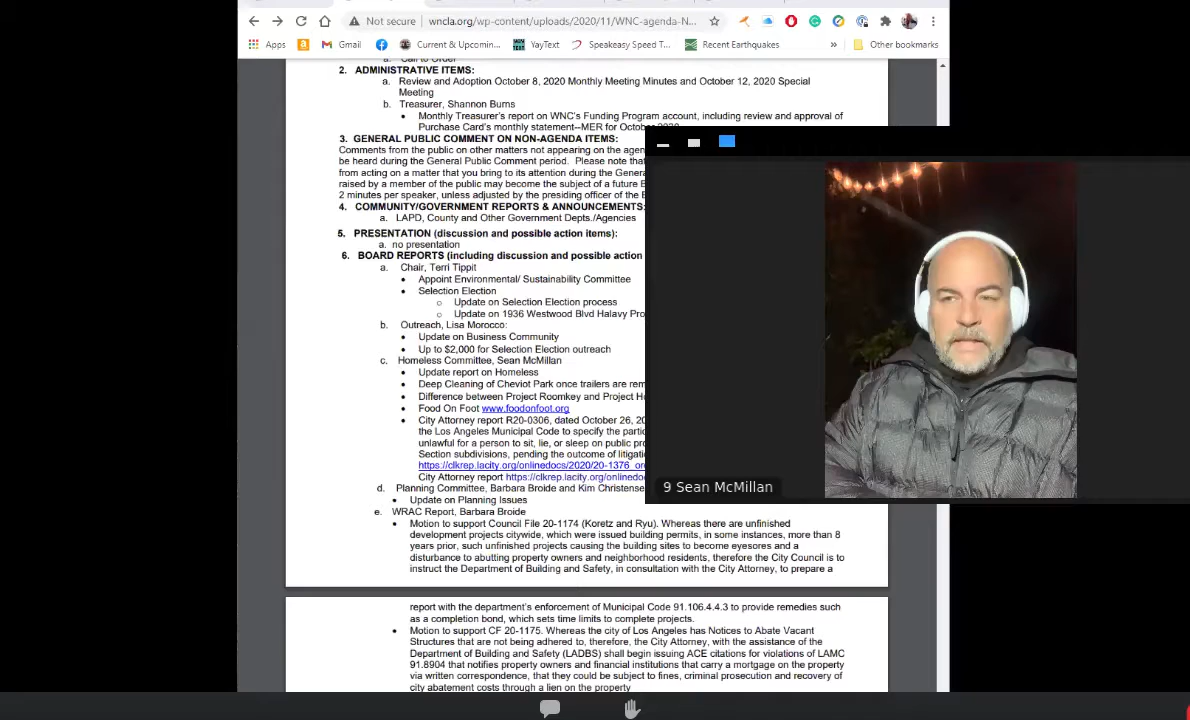 Not secure
wncla.org/wp-content/uploads/2020/11/WNC-agenda-N...
Apps
Gmail
Current & Upcomin...
YayText
Speakeasy Speed T...
Recent Earthquakes
»
Other bookmarks
a. Call to Order
2. ADMINISTRATIVE ITEMS:
a. Review and Adoption October 8, 2020 Monthly Meeting Minutes and October 12, 2020 Special
Meeting
b. Treasurer, Shannon Burns
• Monthly Treasurer's report on WNC's Funding Program account, including review and approval of
Purchase Card's monthly statement--MER for October 2020
3. GENERAL PUBLIC COMMENT ON NON-AGENDA ITEMS:
Comments from the public on other matters not appearing on the agen
be heard during the General Public Comment period. Please note that
from acting on a matter that you bring to its attention during the Genera
raised by a member of the public may become the subject of a future B
2 minutes per speaker, unless adjusted by the presiding officer of the B
4. COMMUNITY/GOVERNMENT REPORTS & ANNOUNCEMENTS:
a. LAPD, County and Other Government Depts./Agencies
5. PRESENTATION (discussion and possible action items):
a. no presentation
6. BOARD REPORTS (including discussion and possible action
a. Chair, Terri Tippit
• Appoint Environmental/ Sustainability Committee
• Selection Election
o Update on Selection Election process
o Update on 1936 Westwood Blvd Halavy Pro
b. Outreach, Lisa Morocco:
• Update on Business Community
• Up to $2,000 for Selection Election outreach
c. Homeless Committee, Sean McMillan
• Update report on Homeless
• Deep Cleaning of Cheviot Park once trailers are rem
• Difference between Project Roomkey and Project H
• Food On Foot www.foodonfoot.org
• City Attorney report R20-0306, dated October 26, 20
the Los Angeles Municipal Code to specify the partic
unlawful for a person to sit, lie, or sleep on public pro
Section subdivisions, pending the outcome of litigati
https://clkrep.lacity.org/onlinedocs/2020/20-1376_or
City Attorney report https://clkrep.lacity.org/onlinedo
d. Planning Committee, Barbara Broide and Kim Christense
• Update on Planning Issues
e. WRAC Report, Barbara Broide
• Motion to support Council File 20-1174 (Koretz and Ryu). Whereas there are unfinished
development projects citywide, which were issued building permits, in some instances, more than 8
years prior, such unfinished projects causing the building sites to become eyesores and a
disturbance to abutting property owners and neighborhood residents, therefore the City Council is to
instruct the Department of Building and Safety, in consultation with the City Attorney, to prepare a
report with the department's enforcement of Municipal Code 91.106.4.4.3 to provide remedies such
as a completion bond, which sets time limits to complete projects.
• Motion to support CF 20-1175. Whereas the city of Los Angeles has Notices to Abate Vacant
Structures that are not being adhered to, therefore, the City Attorney, with the assistance of the
Department of Building and Safety (LADBS) shall begin issuing ACE citations for violations of LAMC
91.8904 that notifies property owners and financial institutions that carry a mortgage on the property
via written correspondence, that they could be subject to fines, criminal prosecution and recovery of
city abatement costs through a lien on the property
9 Sean McMillan